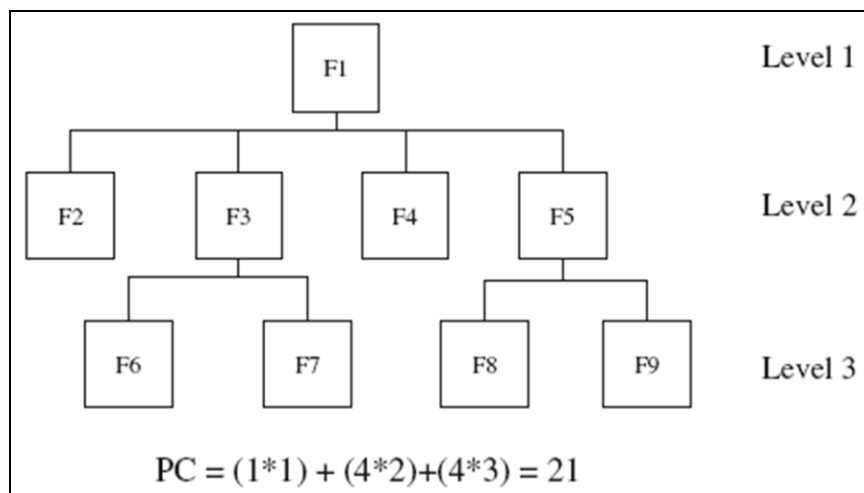 F1 Level 1
F2 F3 F4 F5 Level 2
F6 F7 F8 F9 Level 3
PC = (1*1) + (4*2)+(4*3) = 21